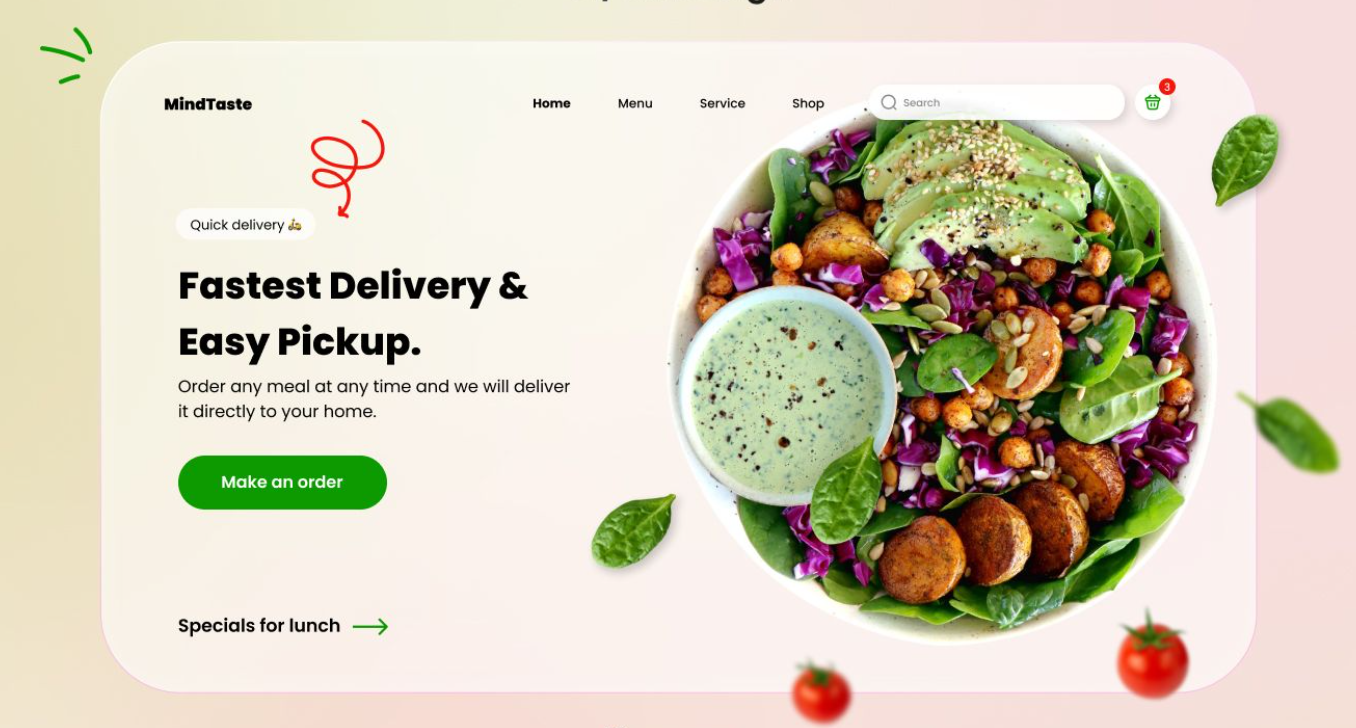 MindTaste
Home Menu Service Shop
Search
3
Quick delivery 🛵
Fastest Delivery &
Easy Pickup.
Order any meal at any time and we will deliver
it directly to your home.
Make an order
Specials for lunch